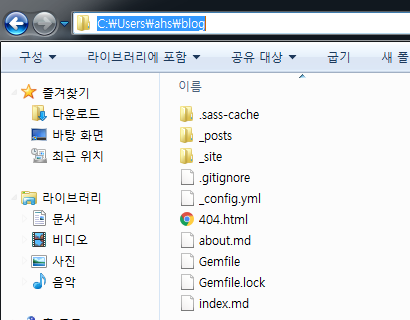 C:₩Users₩ahs₩blog
구성 라이브러리에 포함 공유 대상 굽기 새 폴
이름
즐겨찾기
다운로드
바탕 화면
최근 위치
라이브러리
문서
비디오
사진
음악
.sass-cache
_posts
_site
.gitignore
_config.yml
404.html
about.md
Gemfile
Gemfile.lock
index.md